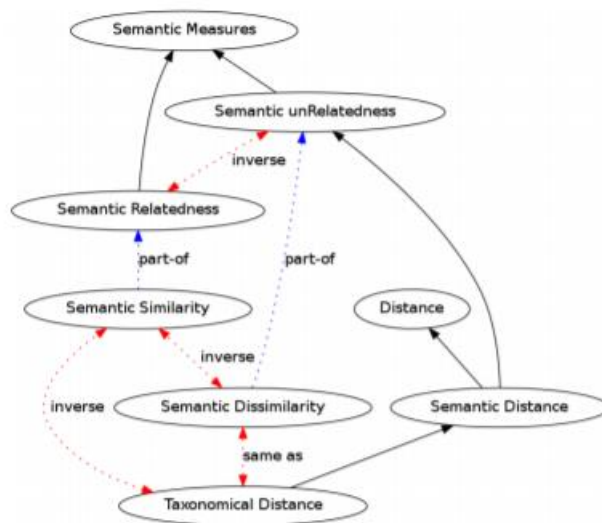 Semantic Measures
Semantic unRelatedness
inverse
Semantic Relatedness
part-of
part-of
Semantic Similarity
Distance
inverse
inverse
Semantic Dissimilarity
Semantic Distance
same as
Taxonomical Distance